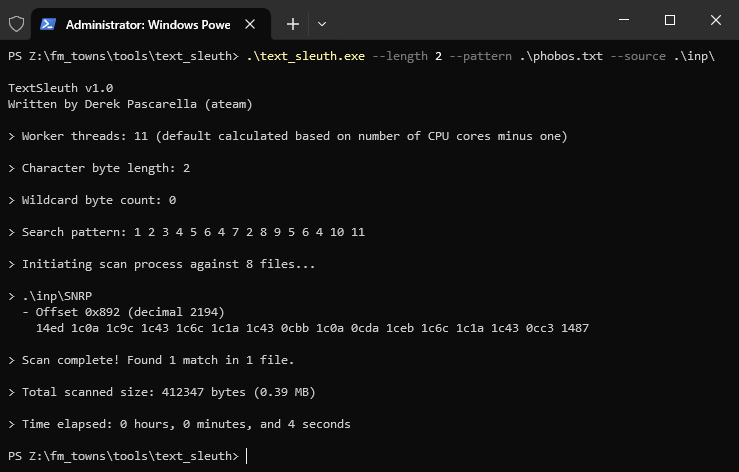 Administrator: Windows Powe
PS Z:\fm_towns\tools\text_sleuth> .\text_sleuth.exe --length 2 --pattern .\phobos.txt --source .\inp\
TextSleuth v1.0
Written by Derek Pascarella (ateam)
> Worker threads: 11 (default calculated based on number of CPU cores minus one)
> Character byte length: 2
> Wildcard byte count: 0
> Search pattern: 1 2 3 4 5 6 4 7 2 8 9 5 6 4 10 11
> Initiating scan process against 8 files...
> .\inp\SNRP
- Offset 0x892 (decimal 2194)
14ed 1c0a 1c9c 1c43 1c6c 1c1a 1c43 0cbb 1c0a 0cda 1ceb 1c6c 1c1a 1c43 0cc3 1487
> Scan complete! Found 1 match in 1 file.
> Total scanned size: 412347 bytes (0.39 MB)
> Time elapsed: 0 hours, 0 minutes, and 4 seconds
PS Z:\fm_towns\tools\text_sleuth>